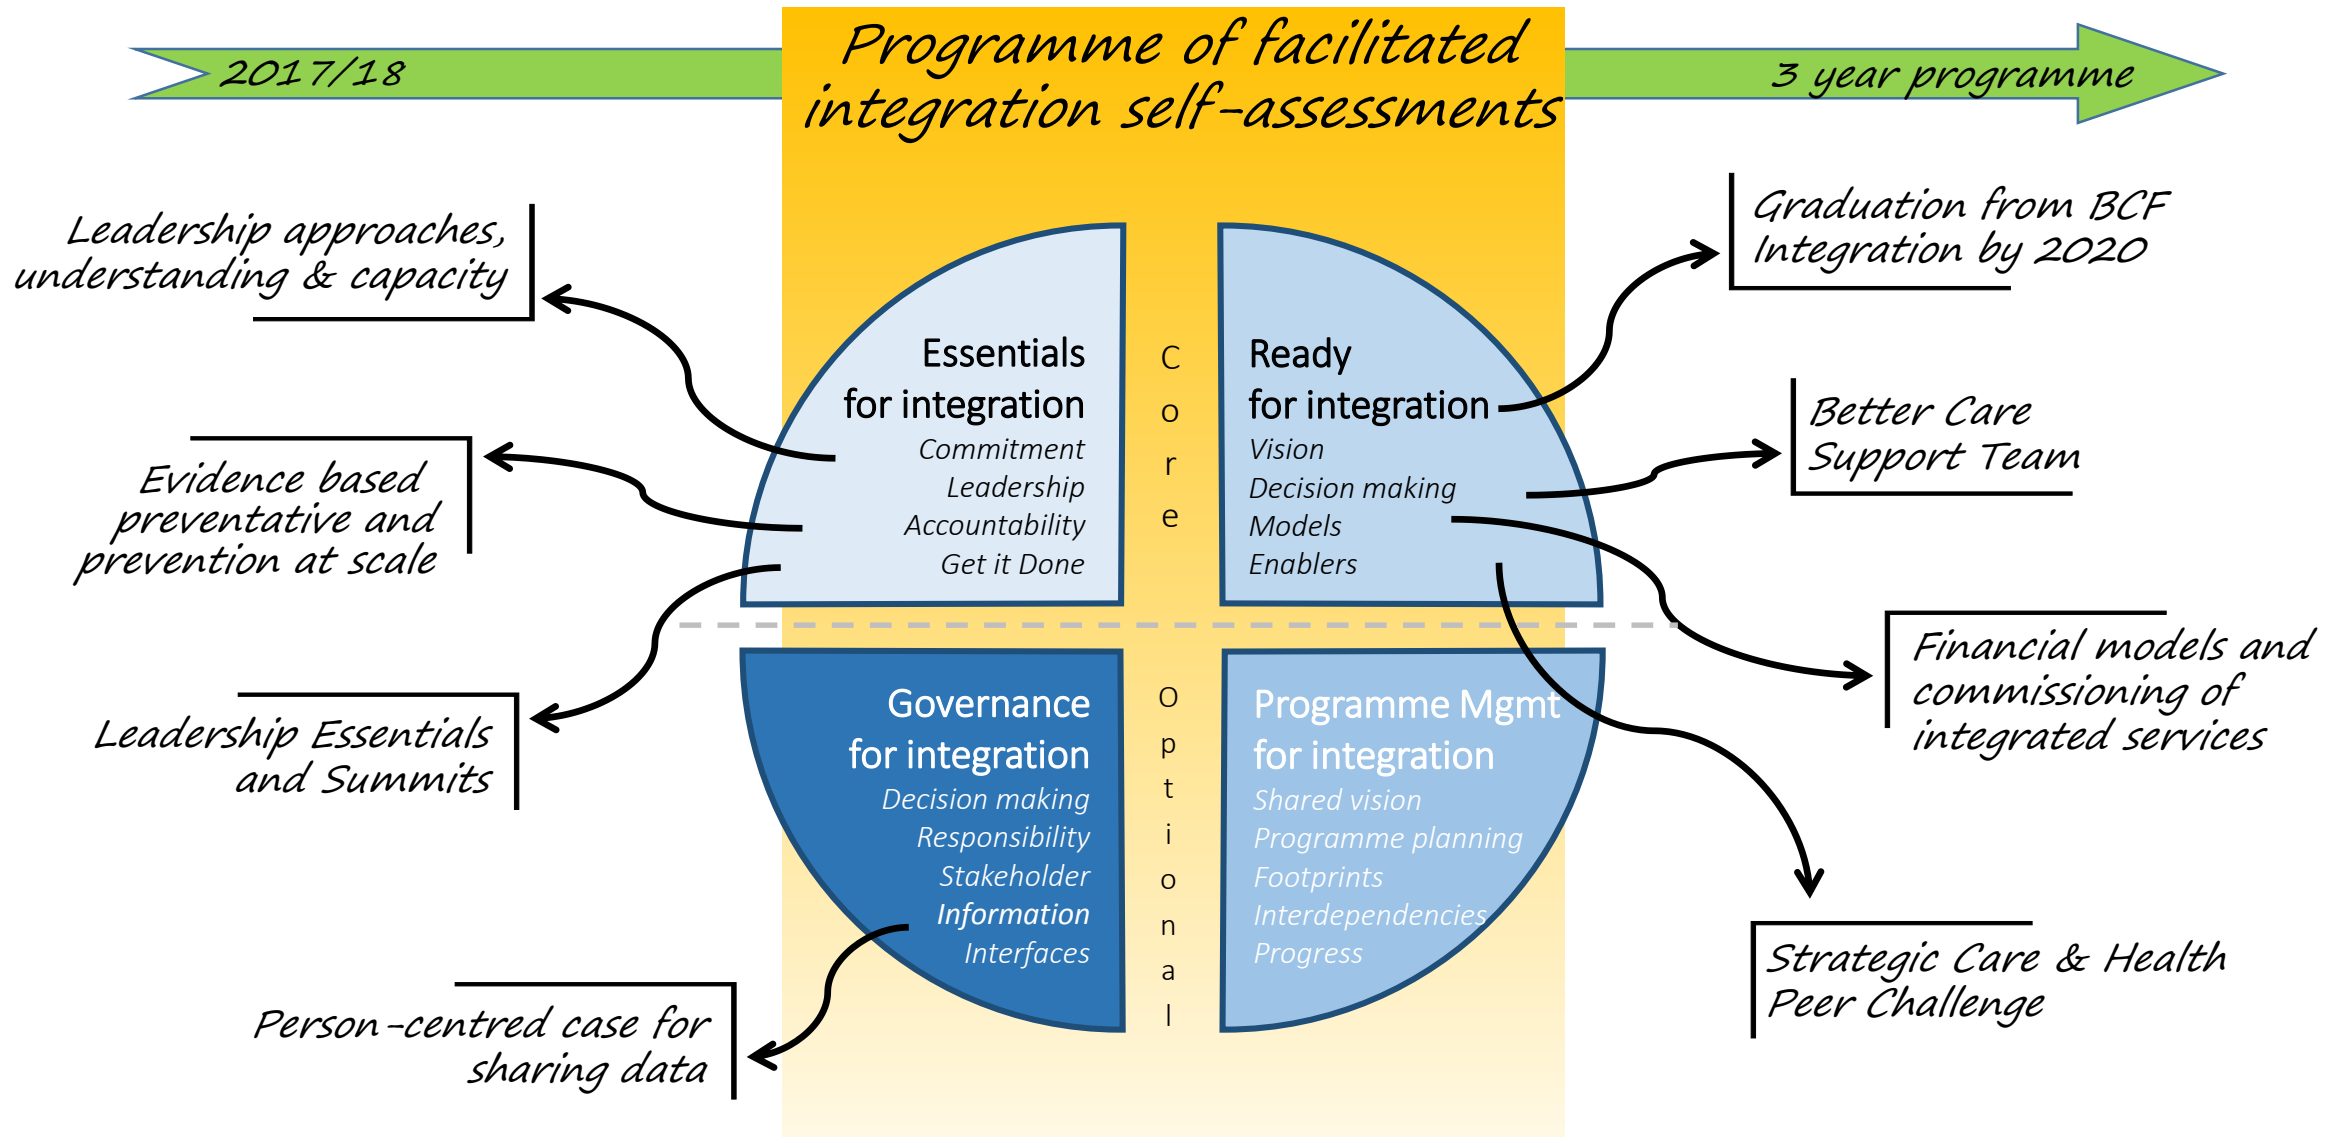 Programme of facilitated
integration self-assessments
2017/18
3 year programme
Leadership approaches,
understanding & capacity
Evidence based
preventative and
prevention at scale
Leadership Essentials
and Summits
Person-centred case for
sharing data
Essentials
for integration
Commitment
Leadership
Accountability
Get it Done
Core
Ready
for integration
Vision
Decision making
Models
Enablers
Governance
for integration
Decision making
Responsibility
Stakeholder
Information
Interfaces
Optional
Programme Mgmt
for integration
Shared vision
Programme planning
Footprints
Interdependencies
Progress
Graduation from BCF
Integration by 2020
Better Care
Support Team
Financial models and
commissioning of
integrated services
Strategic Care & Health
Peer Challenge